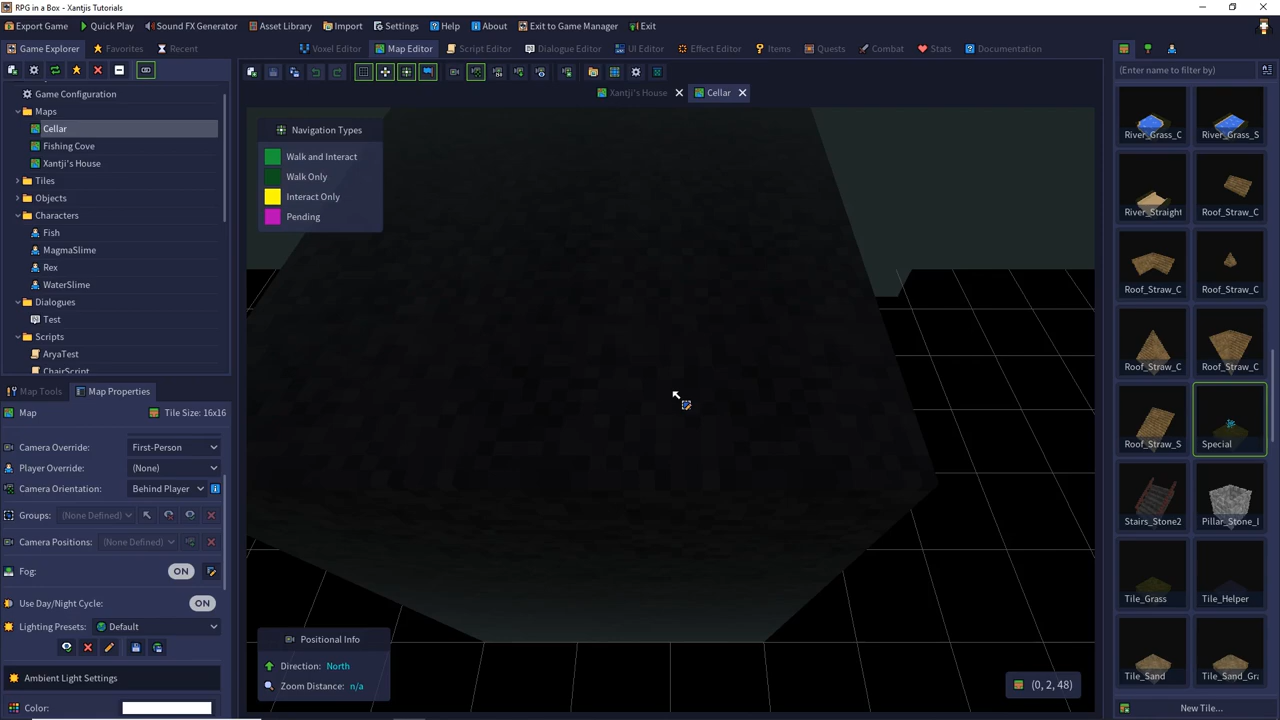 RPG in a Box - Xantjis Tutorials
Export Game Quick Play Sound FX Generator Asset Library Import Settings Help About Exit to Game Manager Exit
Game Explorer Favorites Recent
Voxel Editor Map Editor Script Editor Dialogue Editor UI Editor Effect Editor Items Quests Combat Stats Documentation
(Enter name to filter by)
Xantji's House Cellar
Game Configuration
Maps
Cellar
Fishing Cove
Xantji's House
Tiles
Objects
Characters
Fish
MagmaSlime
Rex
WaterSlime
Dialogues
Test
Scripts
AryaTest
ChairScript
Map Tools Map Properties
Map Tile Size: 16x16
Camera Override: First-Person
Player Override: (None)
Camera Orientation: Behind Player
Groups: (None Defined)
Camera Positions: (None Defined)
Fog: ON
Use Day/Night Cycle: ON
Lighting Presets: Default
Ambient Light Settings
Color:
Navigation Types
Walk and Interact
Walk Only
Interact Only
Pending
Positional Info
Direction: North
Zoom Distance: n/a
(0, 2, 48)
River_Grass_C River_Grass_S
River_Straight Roof_Straw_C
Roof_Straw_C Roof_Straw_C
Roof_Straw_C Roof_Straw_C
Roof_Straw_S Special
Stairs_Stone2 Pillar_Stone_
Tile_Grass Tile_Helper
Tile_Sand Tile_Sand_Gr
New Tile...